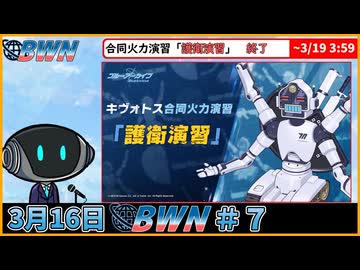 BWN
合同火力演習「護衛演習」 終了
~3/19 3:59
ブルーアーカイブ
キヴォトス合同火力演習
「護衛演習」
3月16日
BWN
#7